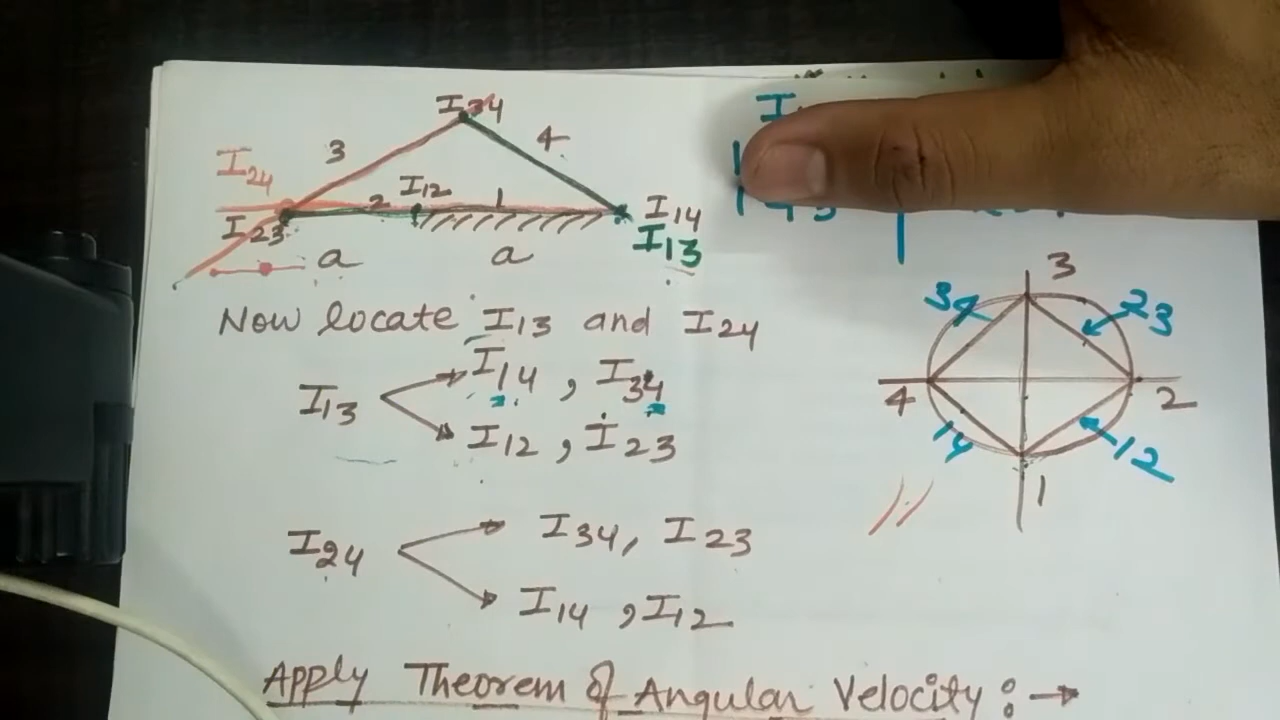 I34
3
4
I24
I12
2
1
I14
I23
I13
a
a
Now locate I13 and I24
I13
I14 , I34
I12 , I23
I24
I34, I23
I14 , I12
Apply Theorem of Angular Velocity :→
3
34
23
4
2
14
12
1